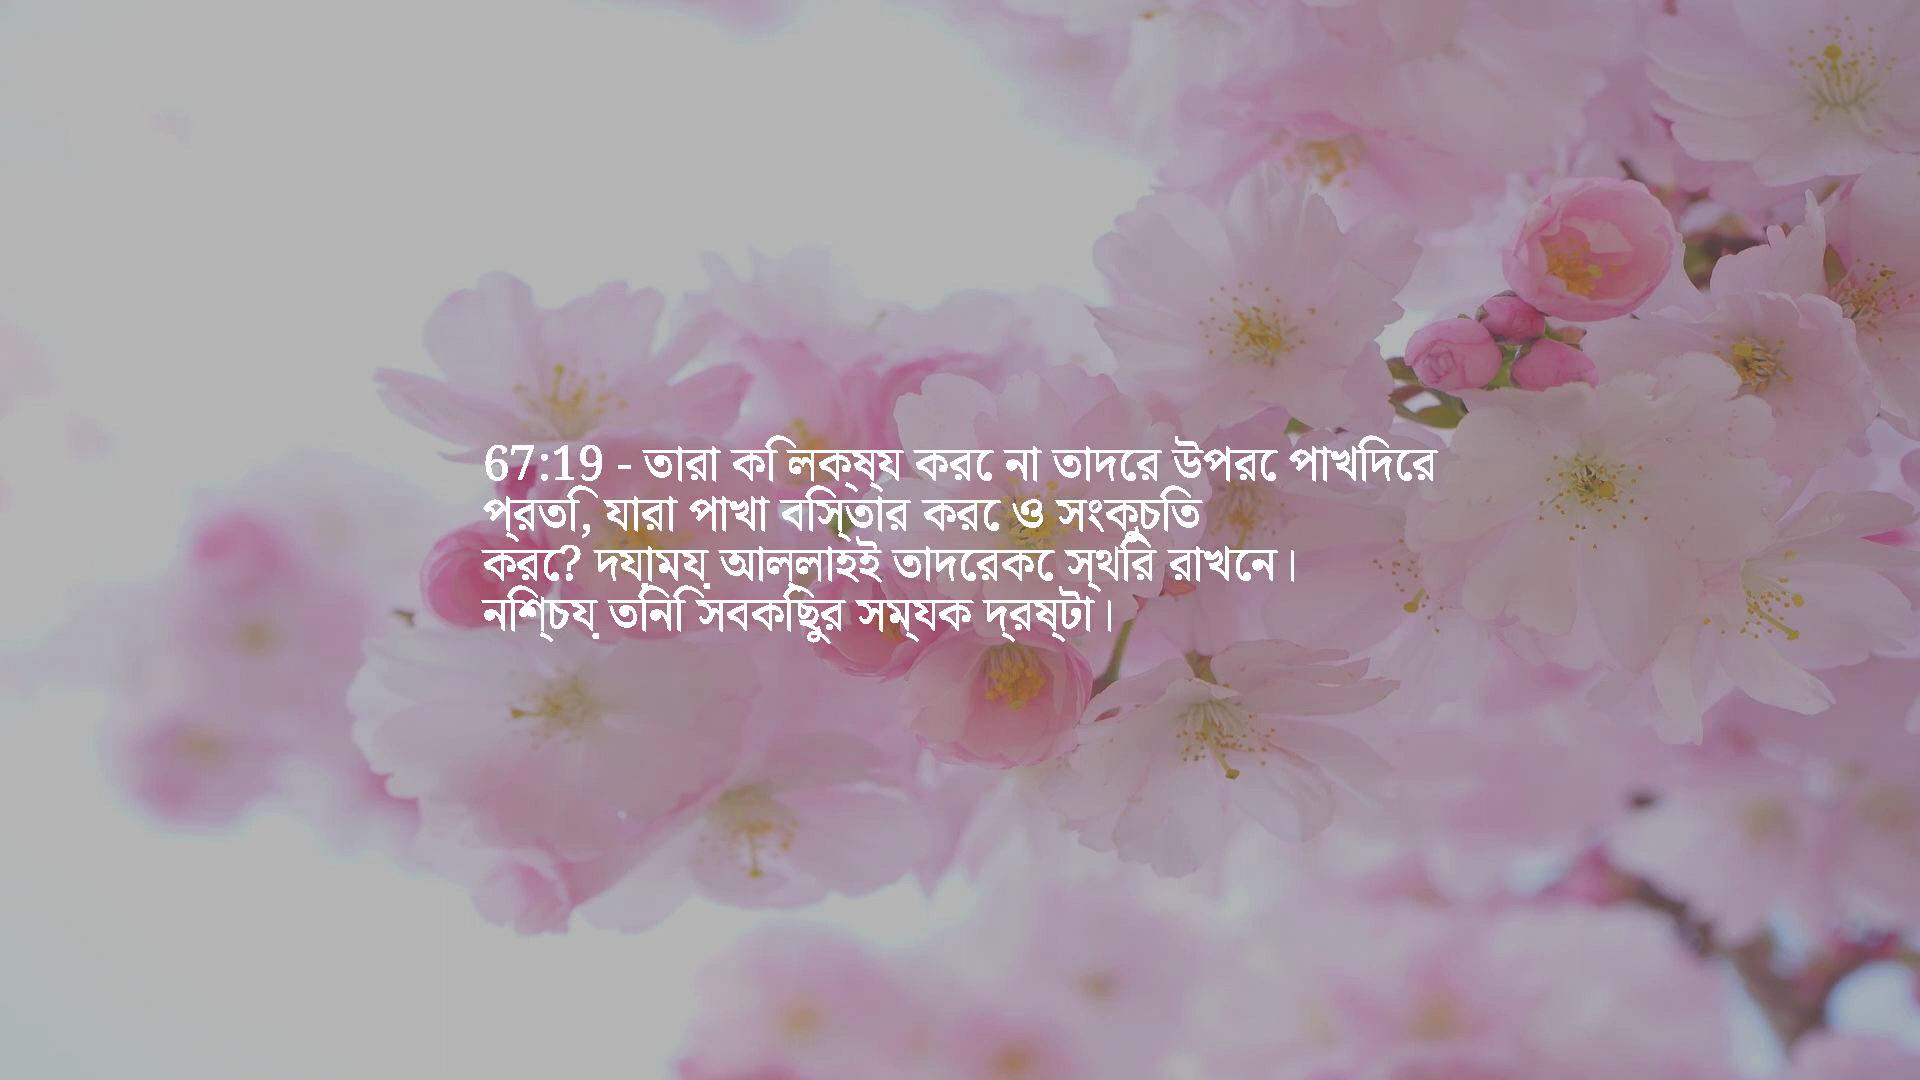 67:19 - তারা কি লক্ষ্য করে না তাদের উপরে পাখিদের
প্রতি, যারা পাখা বিস্তার করে ও সংকুচিত
করে? দয়াময় আল্লাহই তাদেরকে স্থির রাখেন।
নিশ্চয় তিনি সবকিছুর সম্যক দ্রষ্টা।